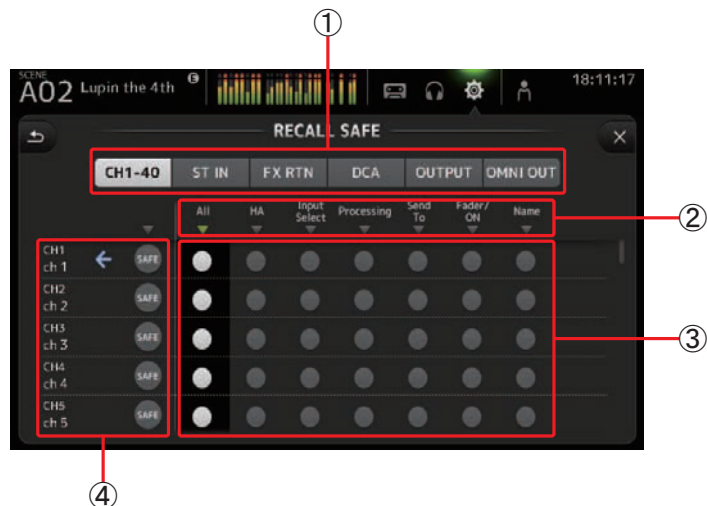 ①
SCENE
A02 Lupin the 4th E 18:11:17
RECALL SAFE
CH1-40 ST IN FX RTN DCA OUTPUT OMNI OUT
All HA Input Select Processing Send To Fader/ON Name
②
CH1
ch 1 SAFE
CH2
ch 2 SAFE
CH3
ch 3 SAFE
③
CH4
ch 4 SAFE
CH5
ch 5 SAFE
④